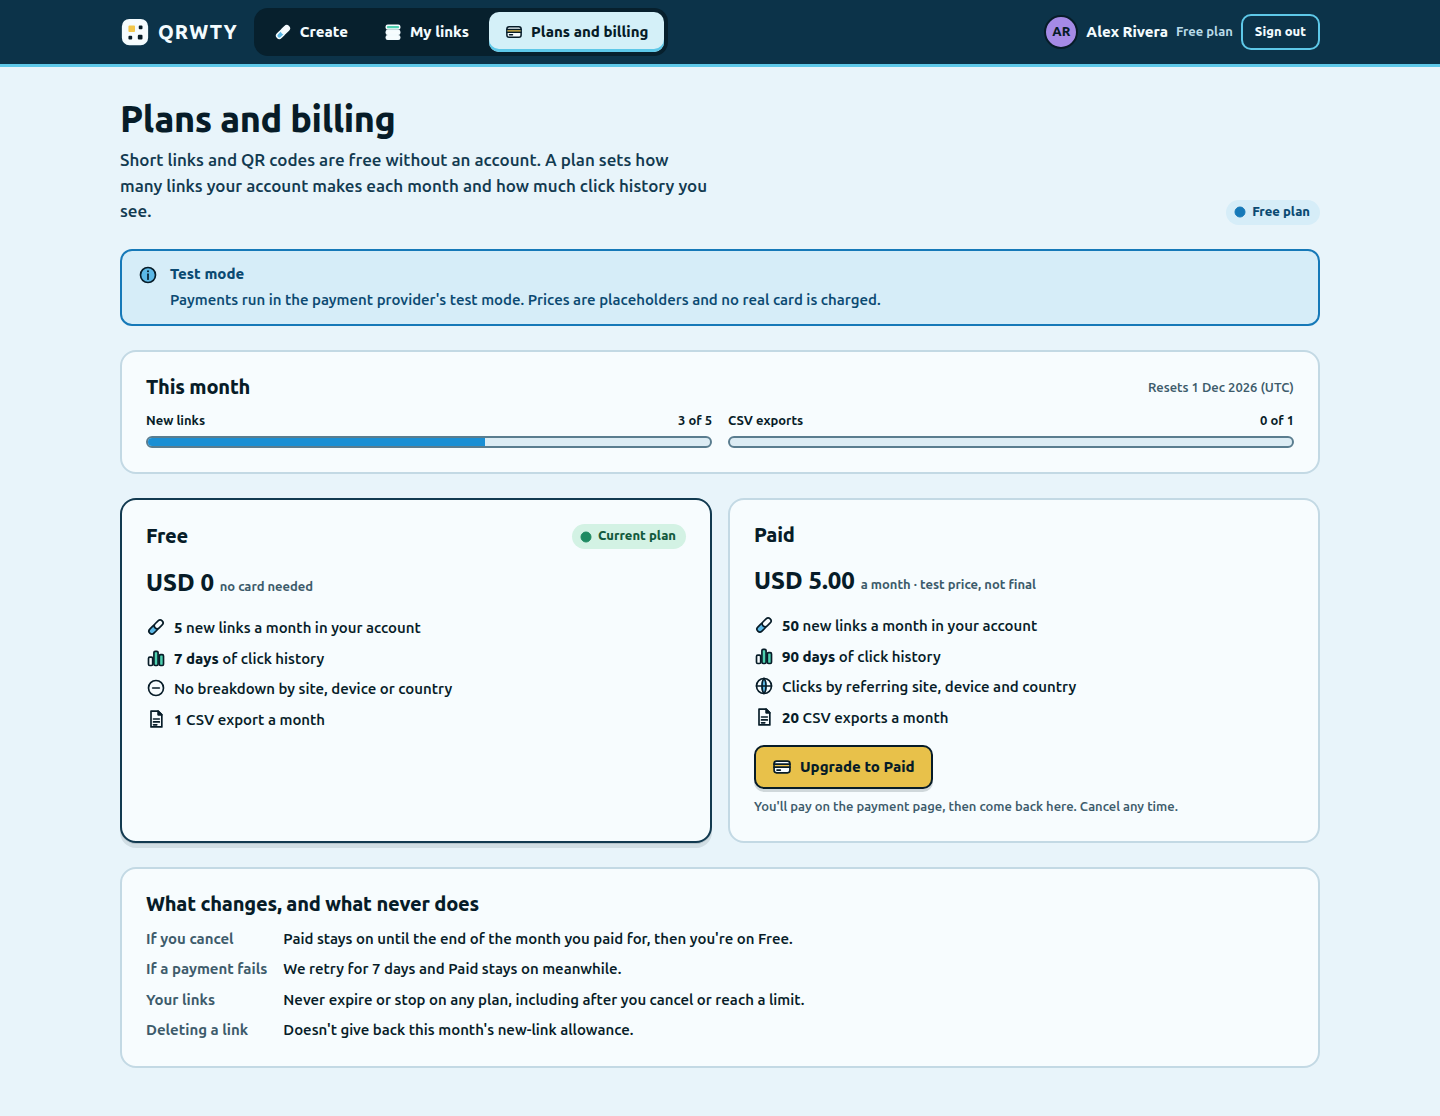 QRWTY
Create
My links
Plans and billing
AR
Alex Rivera
Free plan
Sign out
Plans and billing
Short links and QR codes are free without an account. A plan sets how
many links your account makes each month and how much click history you
see.
Free plan
Test mode
Payments run in the payment provider's test mode. Prices are placeholders and no real card is charged.
This month
Resets 1 Dec 2026 (UTC)
New links
3 of 5
CSV exports
0 of 1
Free
Current plan
USD 0 no card needed
5 new links a month in your account
7 days of click history
No breakdown by site, device or country
1 CSV export a month
Paid
USD 5.00 a month · test price, not final
50 new links a month in your account
90 days of click history
Clicks by referring site, device and country
20 CSV exports a month
Upgrade to Paid
You'll pay on the payment page, then come back here. Cancel any time.
What changes, and what never does
If you cancel Paid stays on until the end of the month you paid for, then you're on Free.
If a payment fails We retry for 7 days and Paid stays on meanwhile.
Your links Never expire or stop on any plan, including after you cancel or reach a limit.
Deleting a link Doesn't give back this month's new-link allowance.